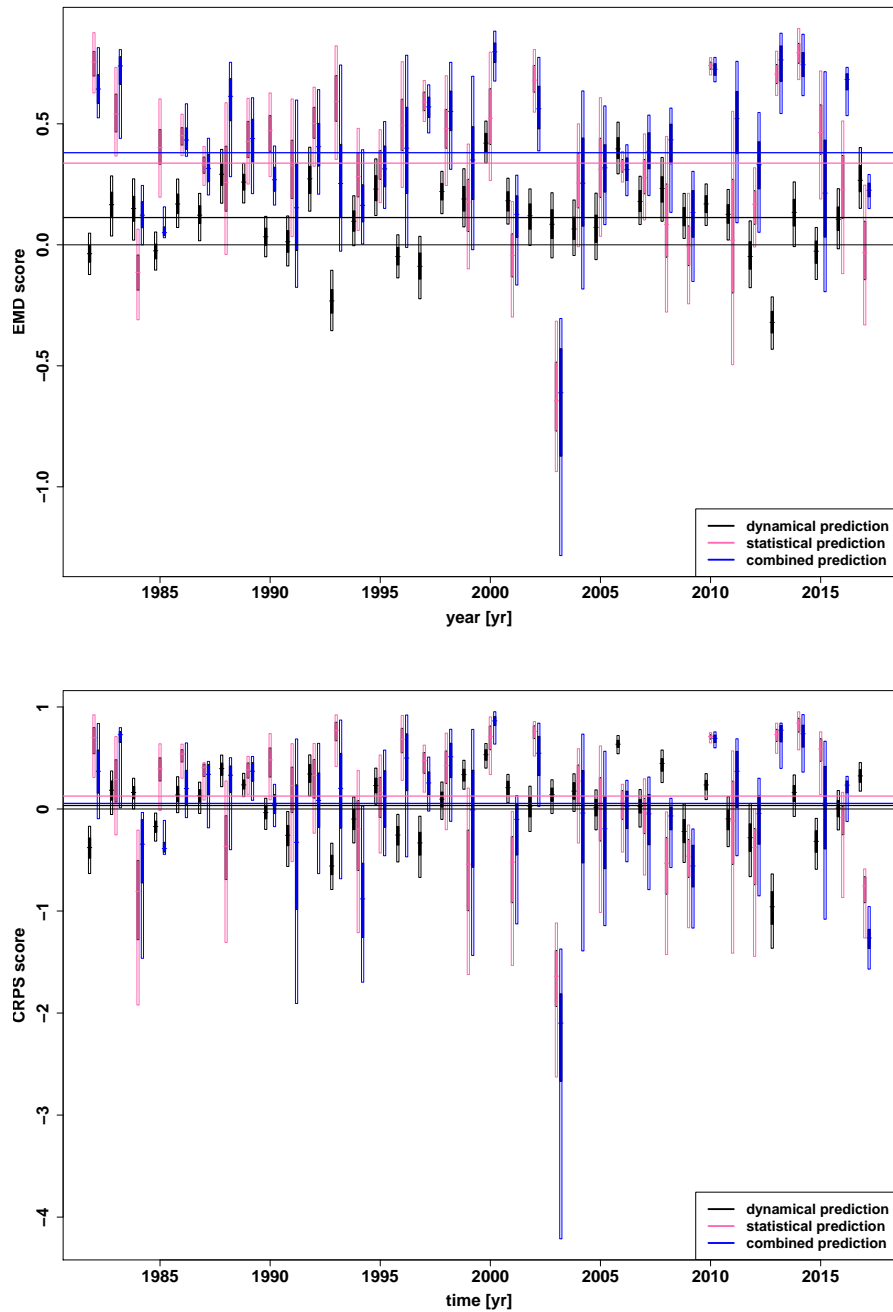 0.5
0.0
−0.5
−1.0
EMD score
dynamical prediction
statistical prediction
combined prediction
1985 1990 1995 2000 2005 2010 2015
year [yr]
1
0
−1
−2
−3
−4
CRPS score
dynamical prediction
statistical prediction
combined prediction
1985 1990 1995 2000 2005 2010 2015
time [yr]